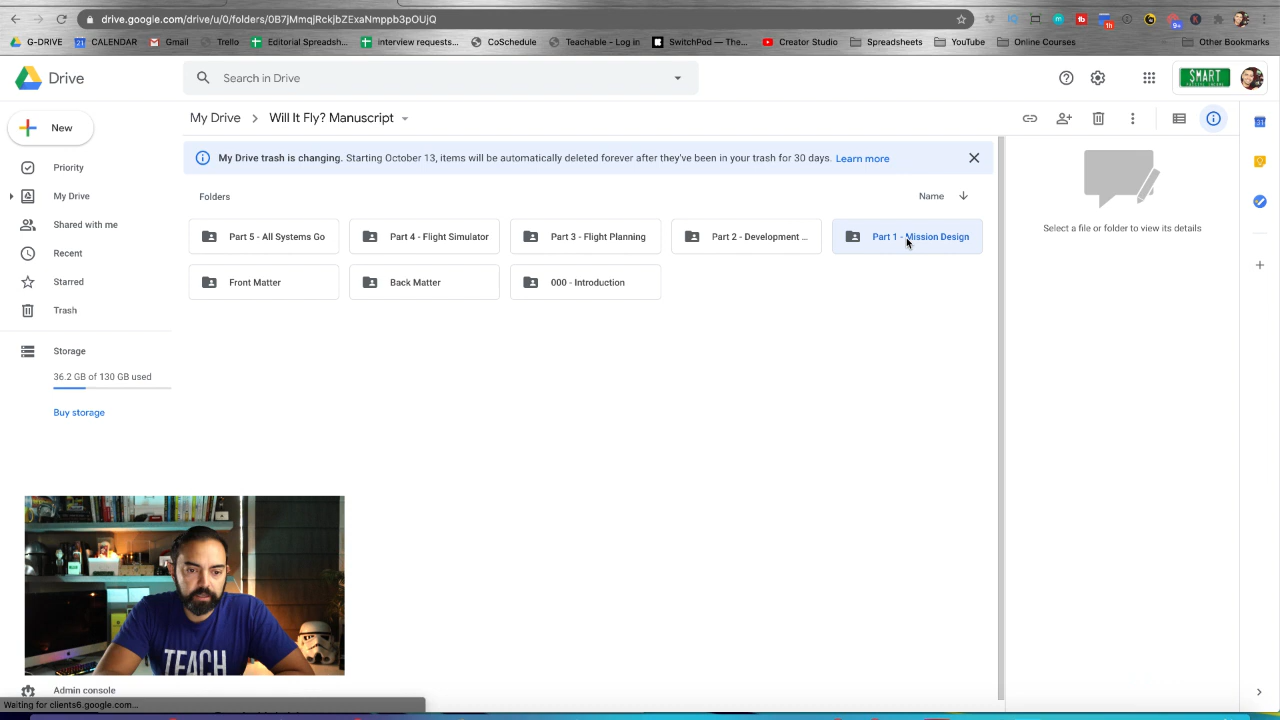 drive.google.com/drive/u/0/folders/0B7jMmqjRckjbZExaNmppb3pOUjQ
G-DRIVE
CALENDAR
Gmail
Trello
EditorialSpreadsh...
interview requests...
CoSchedule
Teachable - Log in
SwitchPod — The...
Creator Studio
Spreadsheets
YouTube
Online Courses
Other Bookmarks
Drive
Search in Drive
$MART
My Drive
Will It Fly? Manuscript
New
My Drive trash is changing. Starting October 13, items will be automatically deleted forever after they've been in your trash for 30 days. Learn more
Priority
My Drive
Shared with me
Recent
Starred
Trash
Storage
36.2 GB of 130 GB used
Buy storage
Folders
Name
Part 5 - All Systems Go
Part 4 - Flight Simulator
Part 3 - Flight Planning
Part 2 - Development ...
Part 1 - Mission Design
Front Matter
Back Matter
000 - Introduction
Select a file or folder to view its details
TEACH
Admin console
Waiting for clients6.google.com...